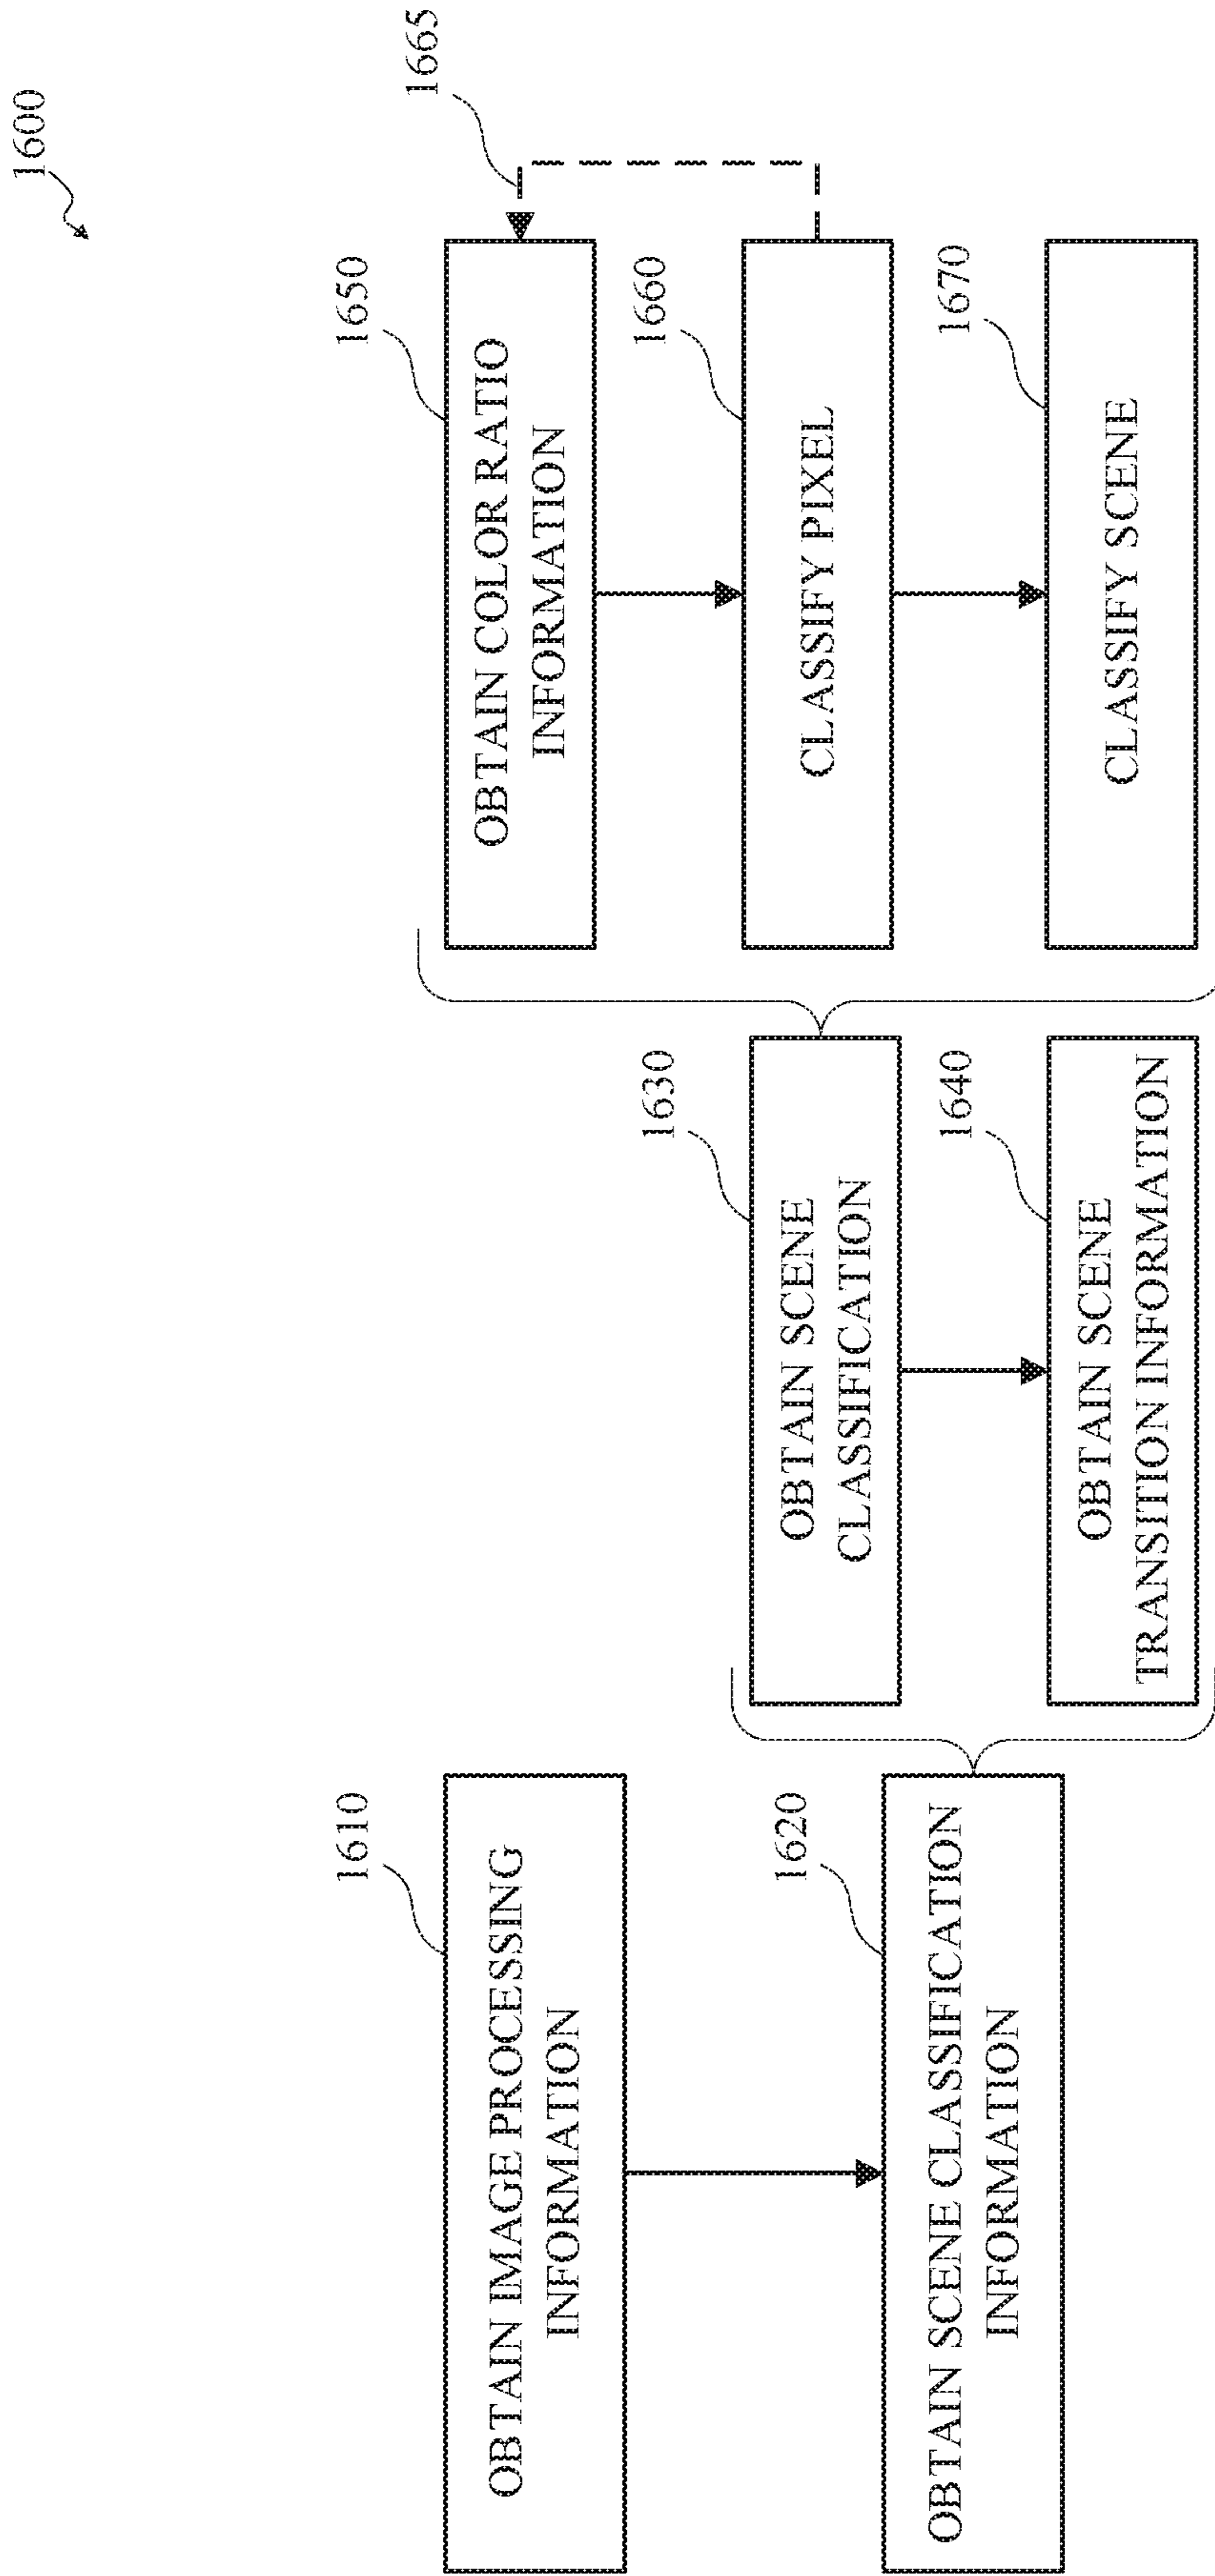 1600
1610
OBTAIN IMAGE PROCESSING
INFORMATION
1620
OBTAIN SCENE CLASSIFICATION
INFORMATION
1630
OBTAIN SCENE
CLASSIFICATION
1640
OBTAIN SCENE
TRANSITION INFORMATION
1650
OBTAIN COLOR RATIO
INFORMATION
1665
1660
CLASSIFY PIXEL
1670
CLASSIFY SCENE